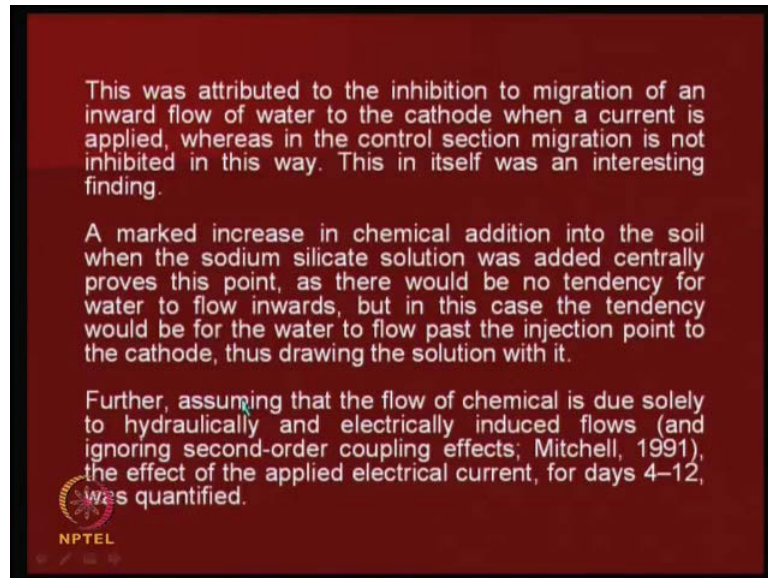 This was attributed to the inhibition to migration of an
inward flow of water to the cathode when a current is
applied, whereas in the control section migration is not
inhibited in this way. This in itself was an interesting
finding.
A marked increase in chemical addition into the soil
when the sodium silicate solution was added centrally
proves this point, as there would be no tendency for
water to flow inwards, but in this case the tendency
would be for the water to flow past the injection point to
the cathode, thus drawing the solution with it.
Further, assuming that the flow of chemical is due solely
to hydraulically and electrically induced flows (and
ignoring second-order coupling effects; Mitchell, 1991),
the effect of the applied electrical current, for days 4–12,
was quantified.
NPTEL